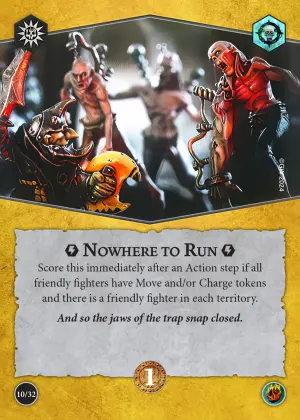 NOWHERE TO RUN
Score this immediately after an Action step if all
friendly fighters have Move and/or Charge tokens
and there is a friendly fighter in each territory.
And so the jaws of the trap snap closed.
1
10/32
©GW 2024